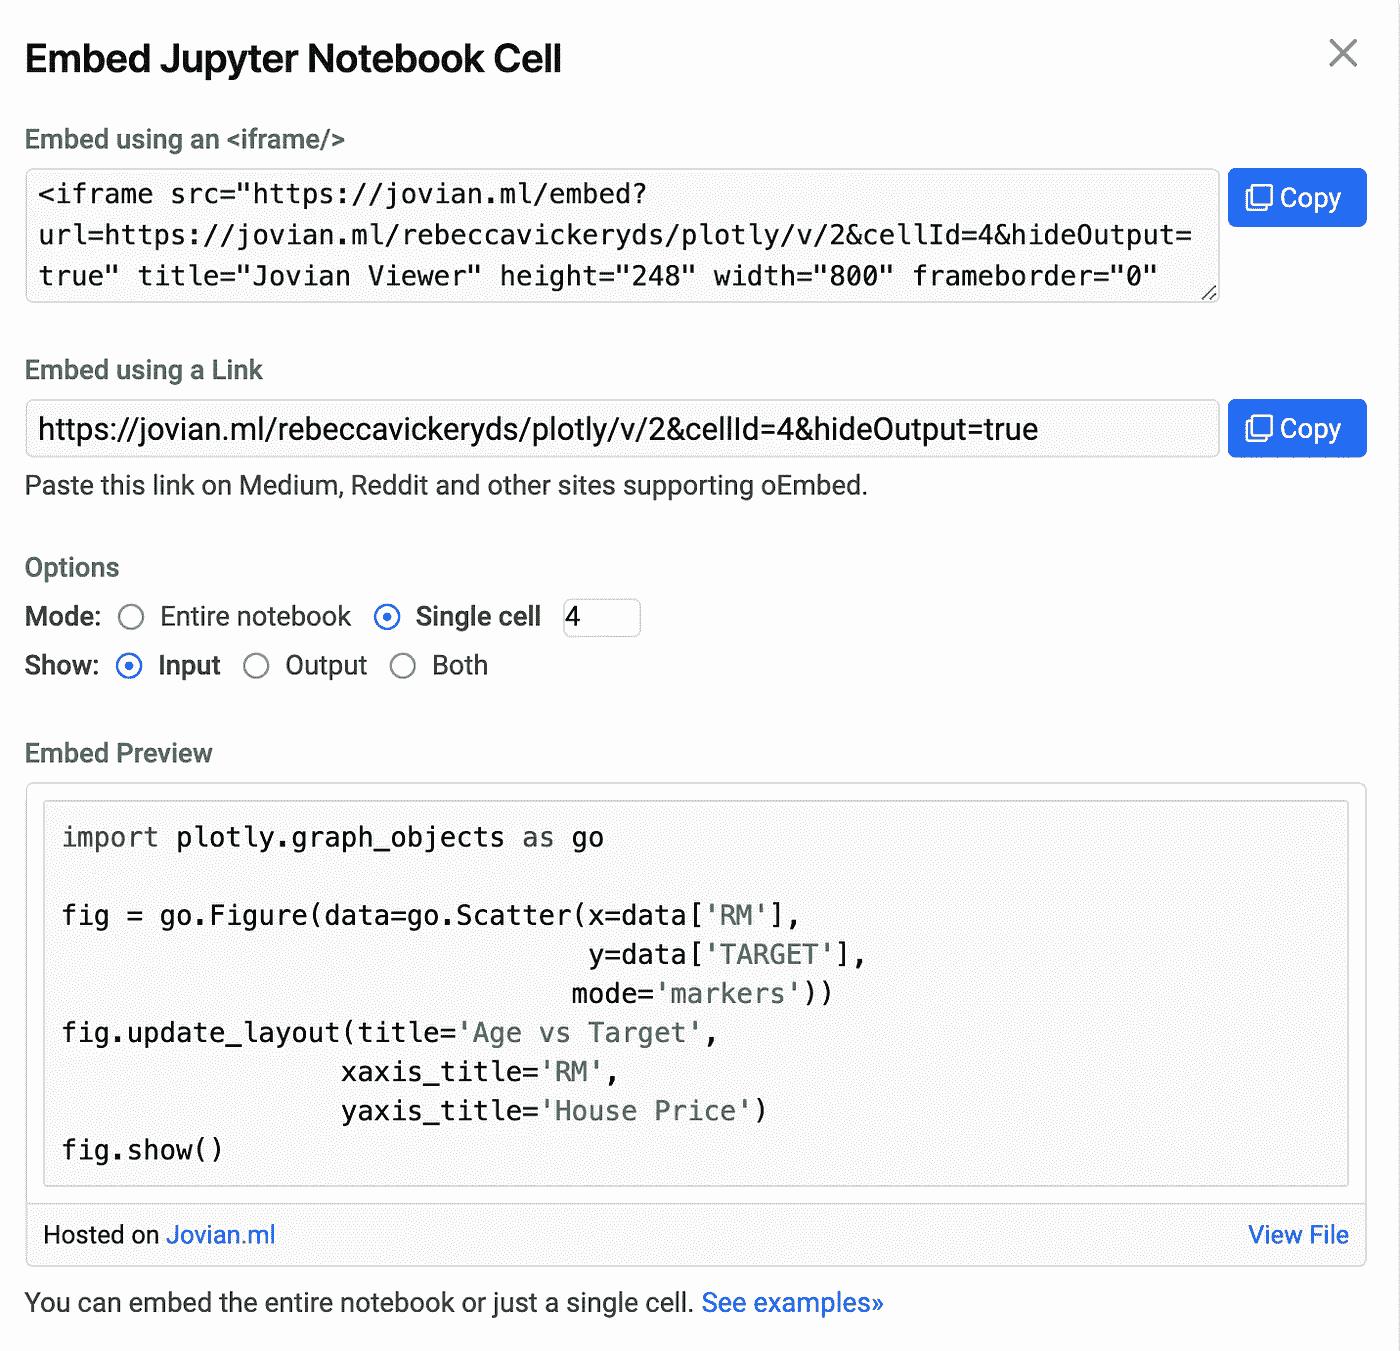 Embed Jupyter Notebook Cell
Embed using an <iframe/>
<iframe src="https://jovian.ml/embed?
url=https://jovian.ml/rebeccavickeryds/plotly/v/2&cellId=4&hideOutput=
true" title="Jovian Viewer" height="248" width="800" frameborder="0"
Copy
Embed using a Link
https://jovian.ml/rebeccavickeryds/plotly/v/2&cellId=4&hideOutput=true
Copy
Paste this link on Medium, Reddit and other sites supporting oEmbed.
Options
Mode: Entire notebook Single cell 4
Show: Input Output Both
Embed Preview
import plotly.graph_objects as go
fig = go.Figure(data=go.Scatter(x=data['RM'],
y=data['TARGET'],
mode='markers'))
fig.update_layout(title='Age vs Target',
xaxis_title='RM',
yaxis_title='House Price')
fig.show()
Hosted on Jovian.ml View File
You can embed the entire notebook or just a single cell. See examples»